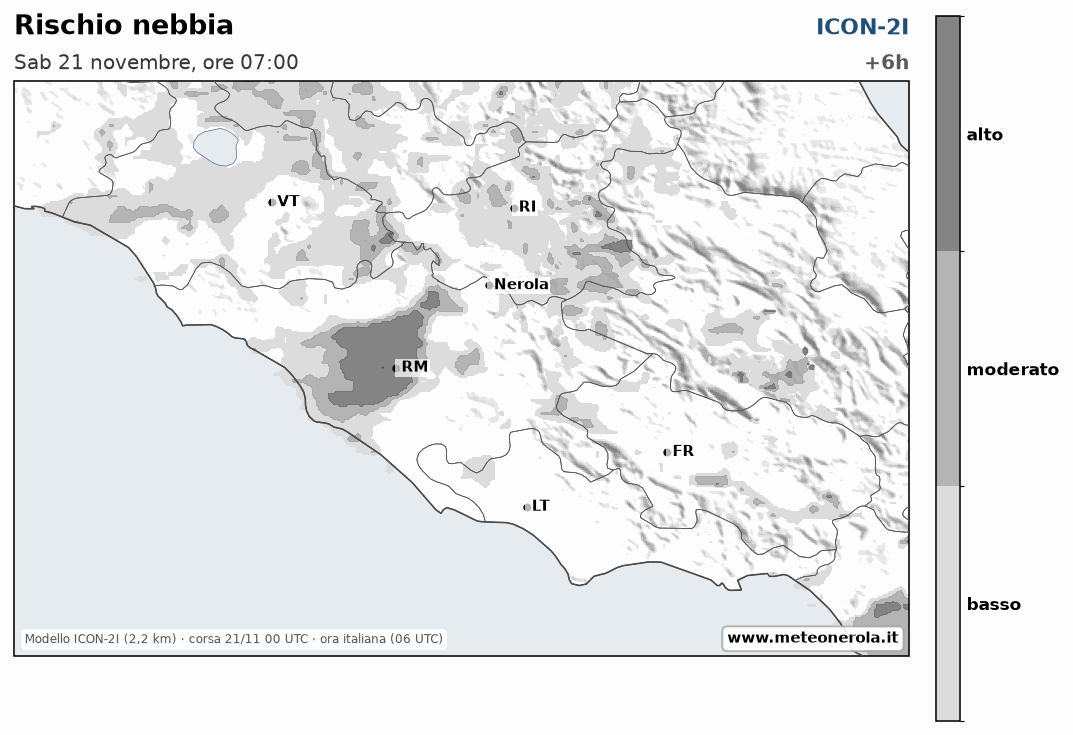 Rischio nebbia
ICON-2I
Sab 21 novembre, ore 07:00
+6h
alto
VT
RI
Nerola
RM
moderato
FR
LT
basso
Modello ICON-2I (2,2 km) · corsa 21/11 00 UTC · ora italiana (06 UTC)
www.meteonerola.it